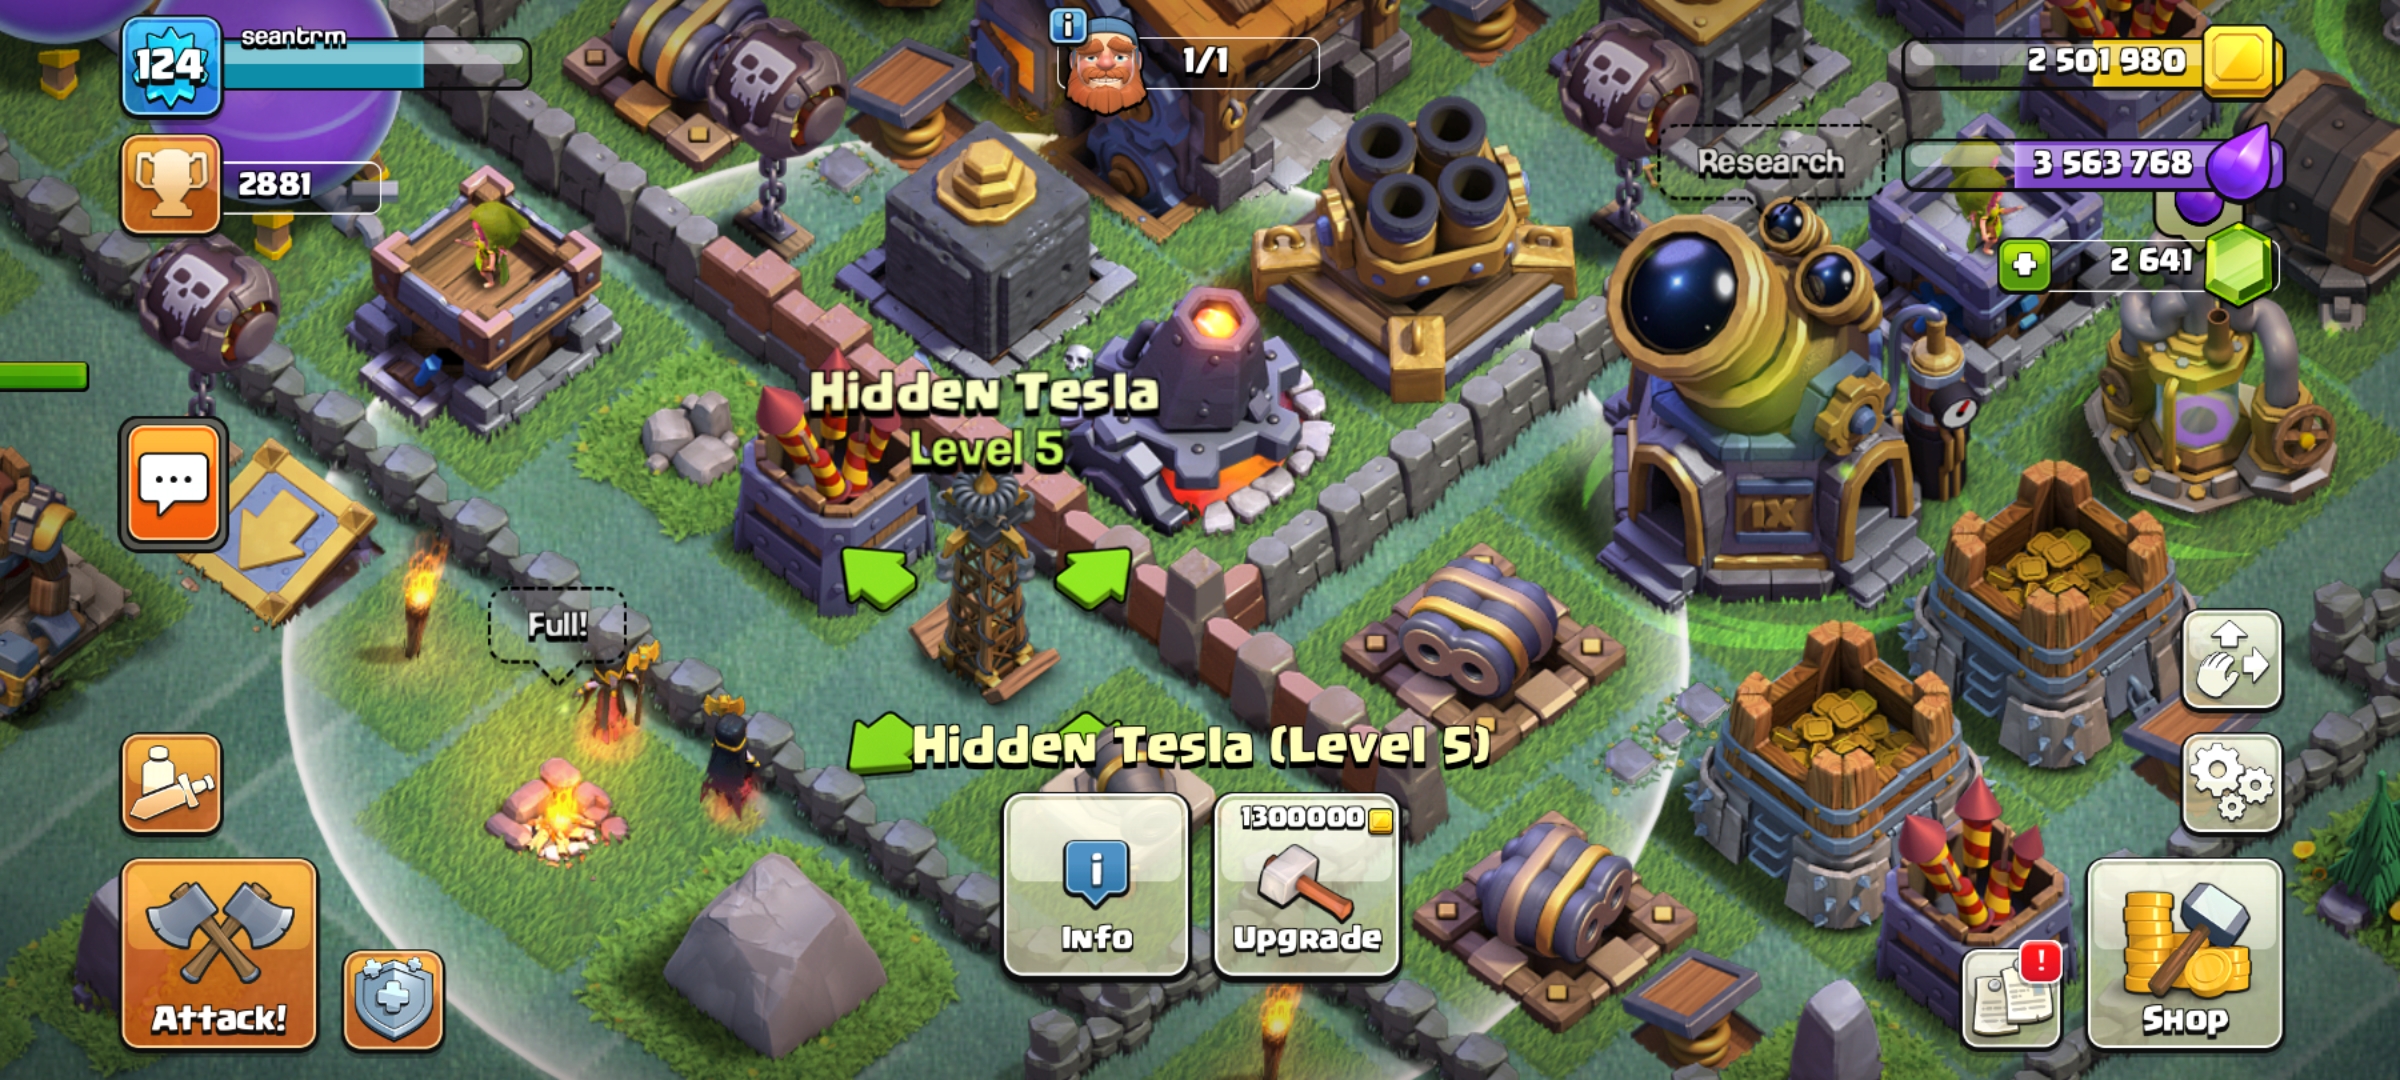 124
seantrm
1/1
2 501 980
2881
Research
3 563 768
2 641
Hidden Tesla
Level 5
IX
Full!
Hidden Tesla (Level 5)
1300000
i
Info
Upgrade
Attack!
!
Shop